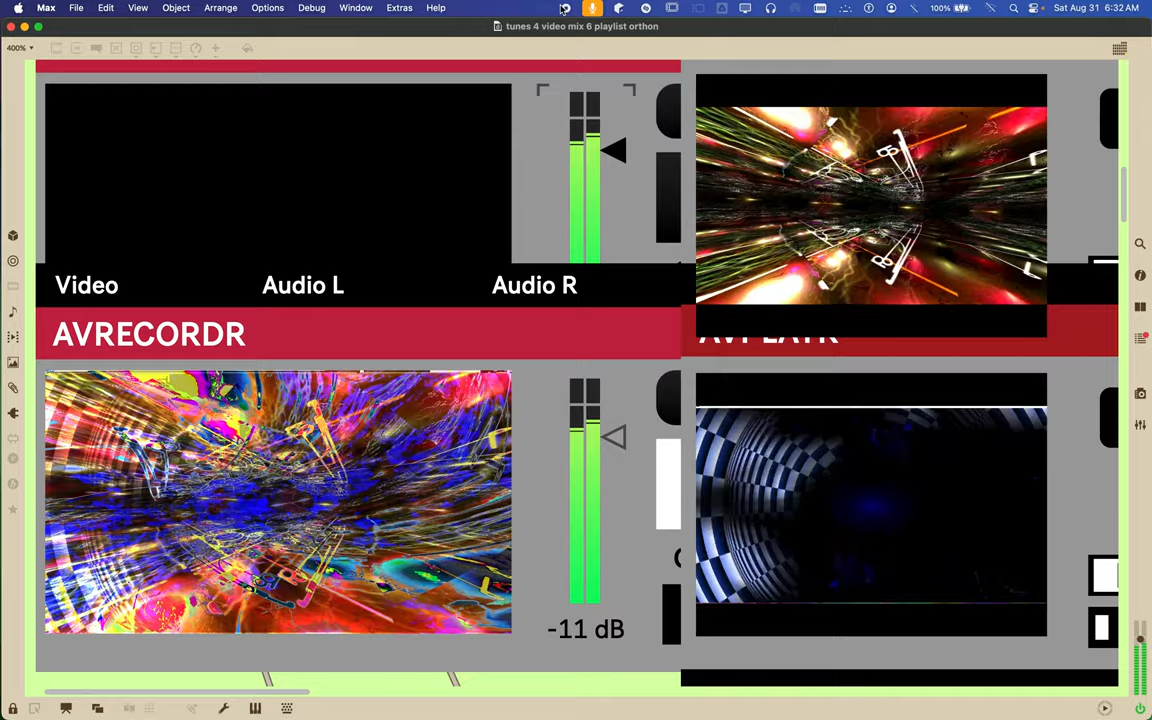 Max File Edit View Object Arrange Options Debug Window Extras Help 100% Sat Aug 31 6:32 AM
tunes 4 video mix 6 playlist orthon
400%
Video Audio L Audio R
AVRECORDR
-11 dB